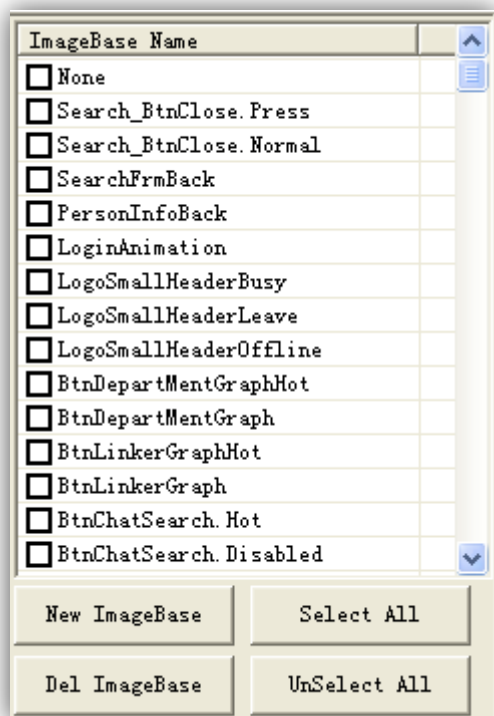 ImageBase Name
None
Search_BtnClose.Press
Search_BtnClose.Normal
SearchFrmBack
PersonInfoBack
LoginAnimation
LogoSmallHeaderBusy
LogoSmallHeaderLeave
LogoSmallHeaderOffline
BtnDepartMentGraphHot
BtnDepartMentGraph
BtnLinkerGraphHot
BtnLinkerGraph
BtnChatSearch.Hot
BtnChatSearch.Disabled
New ImageBase Select All
Del ImageBase UnSelect All